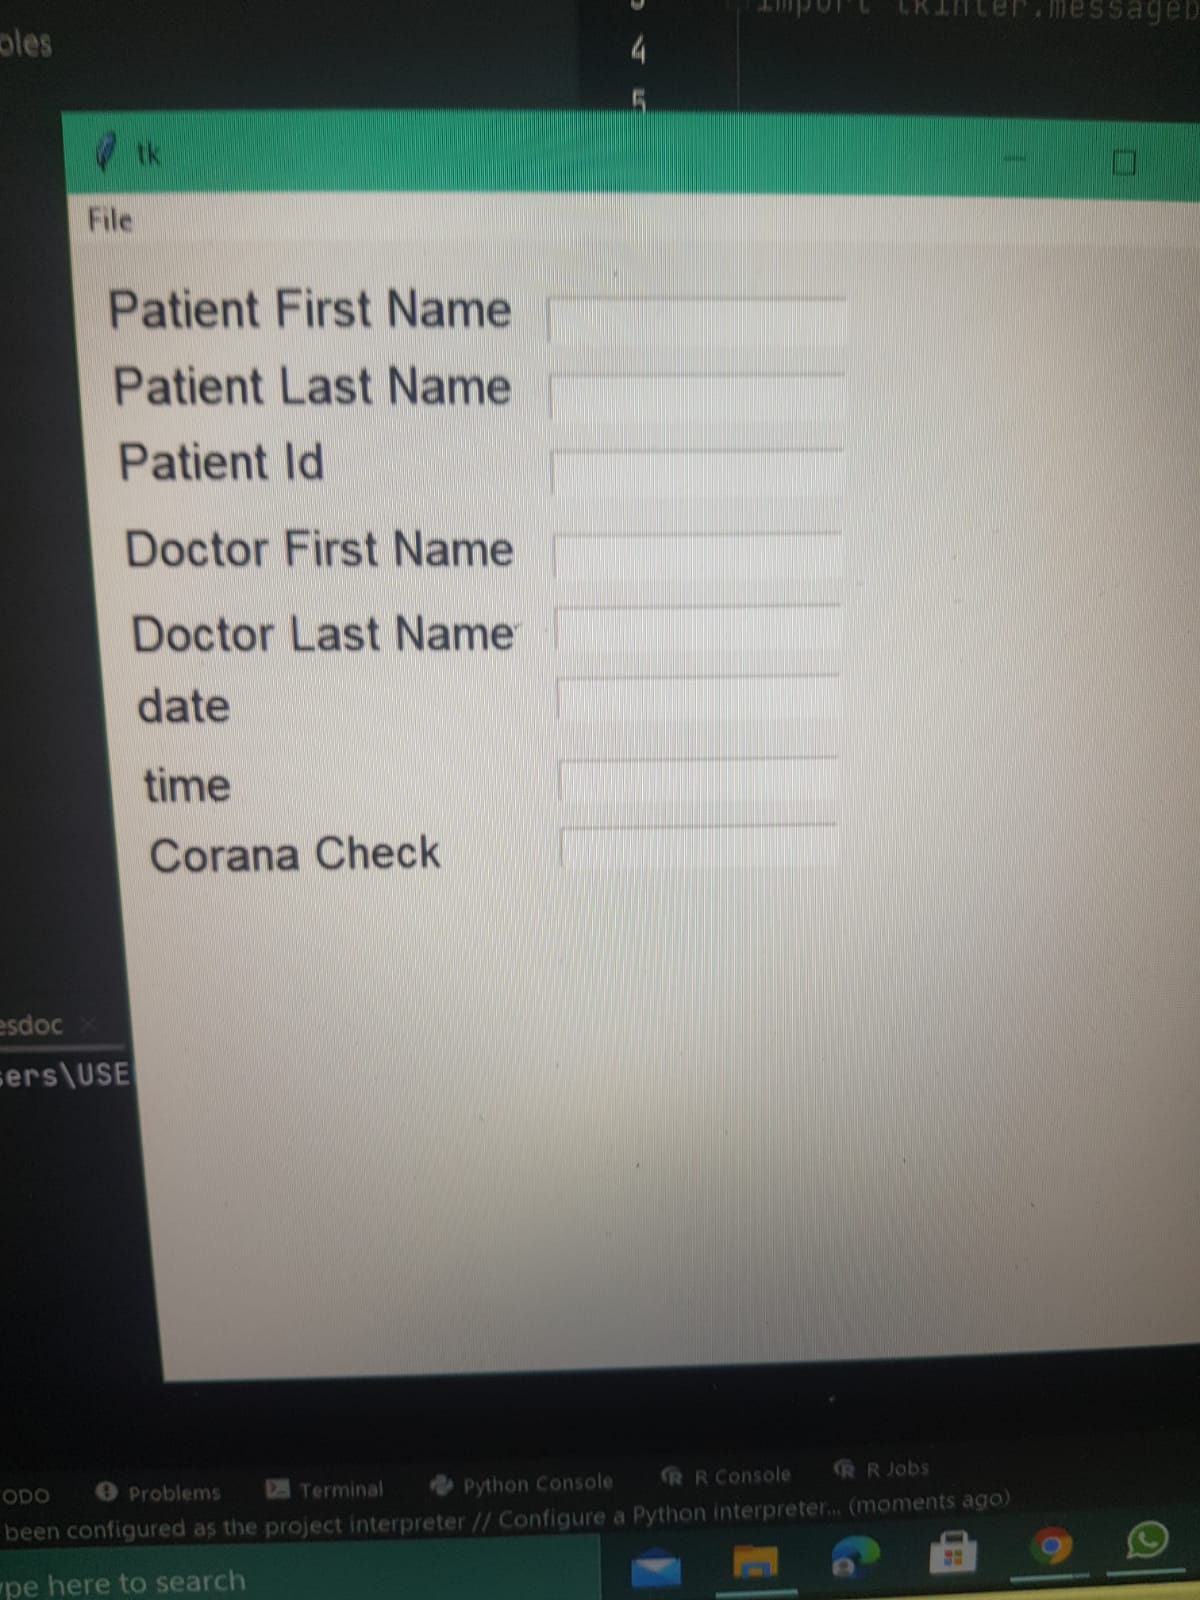 oles
import tkinter.messageb
4
5
tk
File
Patient First Name
Patient Last Name
Patient Id
Doctor First Name
Doctor Last Name
date
time
Corana Check
esdoc
sers\USE
ODO Problems Terminal Python Console R Console R Jobs
been configured as the project interpreter // Configure a Python interpreter... (moments ago)
pe here to search